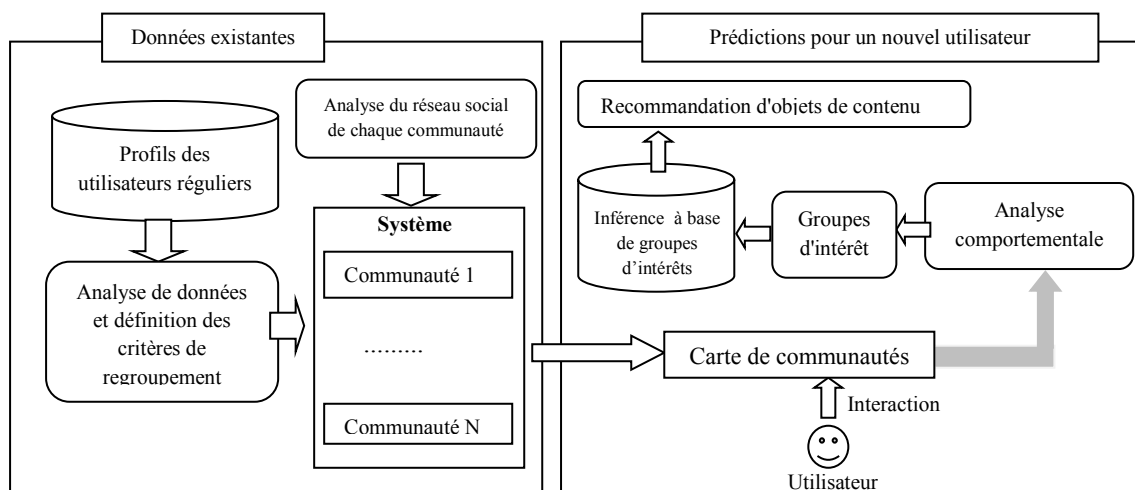 Données existantes
Profils des
utilisateurs réguliers
Analyse du réseau social
de chaque communauté
Analyse de données
et définition des
critères de
regroupement
Système
Communauté 1
.........
Communauté N
Prédictions pour un nouvel utilisateur
Recommandation d'objets de contenu
Inférence à base
de groupes
d’intérêts
Groupes
d'intérêt
Analyse
comportementale
Carte de communautés
Interaction
Utilisateur